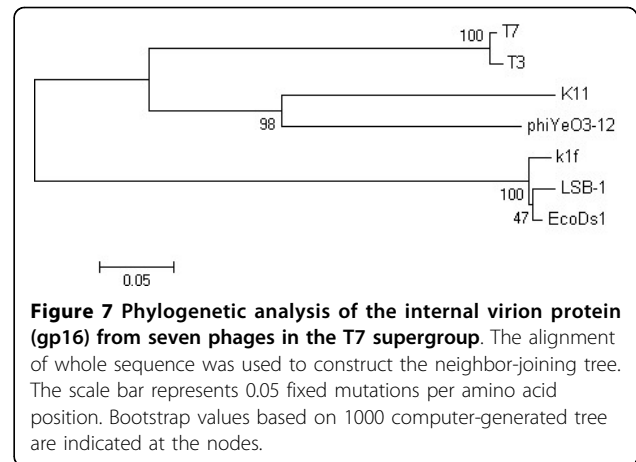 100
T7
T3
K11
98
phiYeO3-12
k1f
100
LSB-1
47
EcoDs1
0.05
Figure 7 Phylogenetic analysis of the internal virion protein
(gp16) from seven phages in the T7 supergroup. The alignment
of whole sequence was used to construct the neighbor-joining tree.
The scale bar represents 0.05 fixed mutations per amino acid
position. Bootstrap values based on 1000 computer-generated tree
are indicated at the nodes.